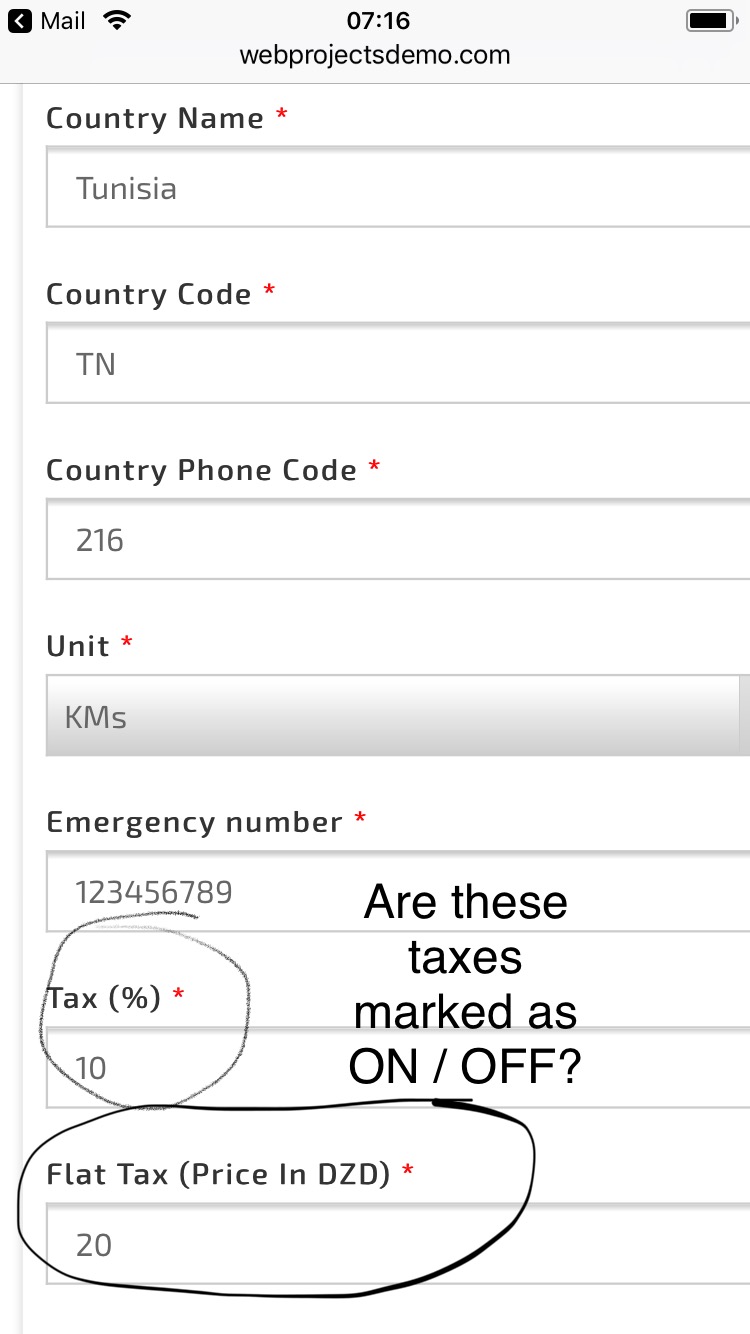 Mail 07:16
webprojectsdemo.com
Country Name *
Tunisia
Country Code *
TN
Country Phone Code *
216
Unit *
KMs
Emergency number *
123456789
Are these
taxes
marked as
ON / OFF?
Tax (%) *
10
Flat Tax (Price In DZD) *
20